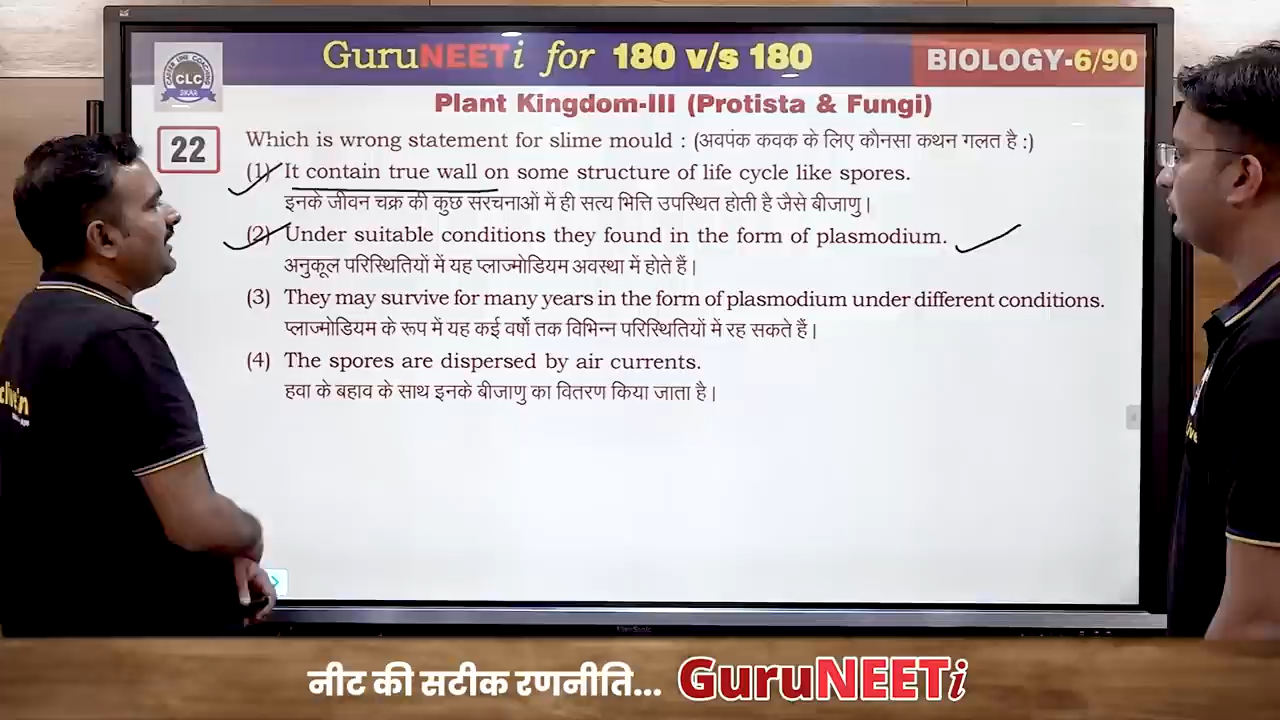 GuruNEETi for 180 v/s 180
BIOLOGY-6/90
CLC
SIKAR
Plant Kingdom-III (Protista & Fungi)
22
Which is wrong statement for slime mould : (अवपंक कवक के लिए कौनसा कथन गलत है :)
(1) It contain true wall on some structure of life cycle like spores.
इनके जीवन चक्र की कुछ सरचनाओं में ही सत्य भित्ति उपस्थित होती है जैसे बीजाणु।
(2) Under suitable conditions they found in the form of plasmodium.
अनुकूल परिस्थितियों में यह प्लाज्मोडियम अवस्था में होते हैं।
(3) They may survive for many years in the form of plasmodium under different conditions.
प्लाज्मोडियम के रूप में यह कई वर्षों तक विभिन्न परिस्थितियों में रह सकते हैं।
(4) The spores are dispersed by air currents.
हवा के बहाव के साथ इनके बीजाणु का वितरण किया जाता है।
ViewSonic
नीट की सटीक रणनीति... GuruNEETi